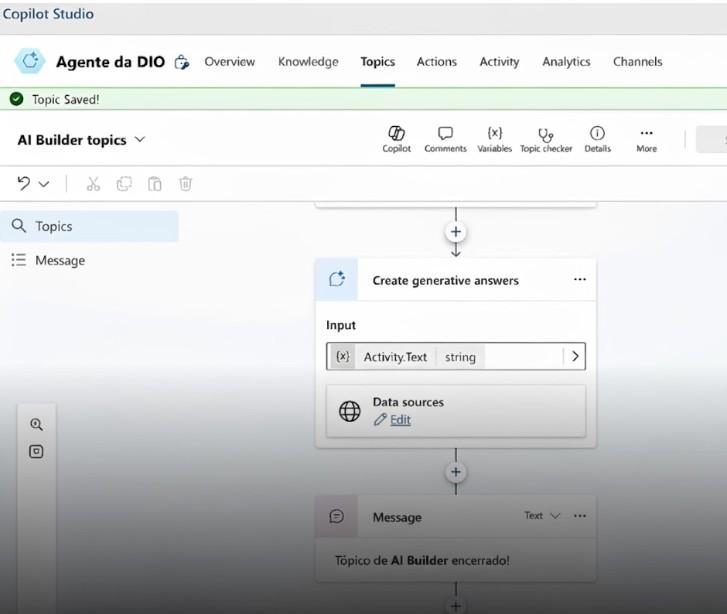 Copilot Studio
Agente da DIO Overview Knowledge Topics Actions Activity Analytics Channels
Topic Saved!
AI Builder topics
Copilot Comments Variables Topic checker Details More
Topics
Message
Create generative answers
Input
{x} Activity.Text string
Data sources
Edit
Message Text
Tópico de AI Builder encerrado!